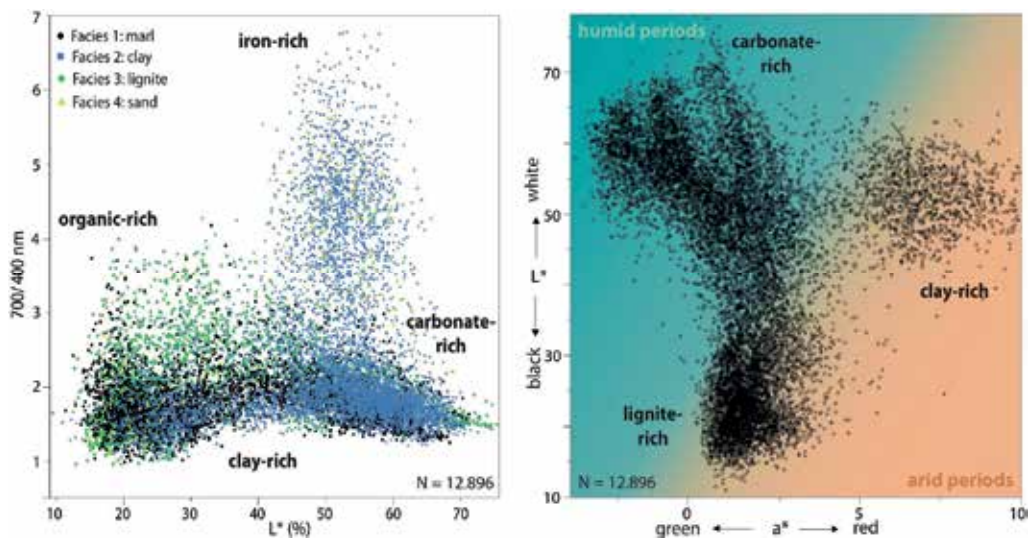 7
6
5
4
3
2
1
700/400 nm
Facies 1: marl
Facies 2: clay
Facies 3: lignite
Facies 4: sand
iron-rich
organic-rich
carbonate-
rich
clay-rich
N = 12.896
10
20
30
40
50
60
70
L* (%)
humid periods
carbonate-
rich
70
50
30
10
white
L*
black
clay-rich
lignite-
rich
N = 12.896
arid periods
0
5
10
green
a*
red